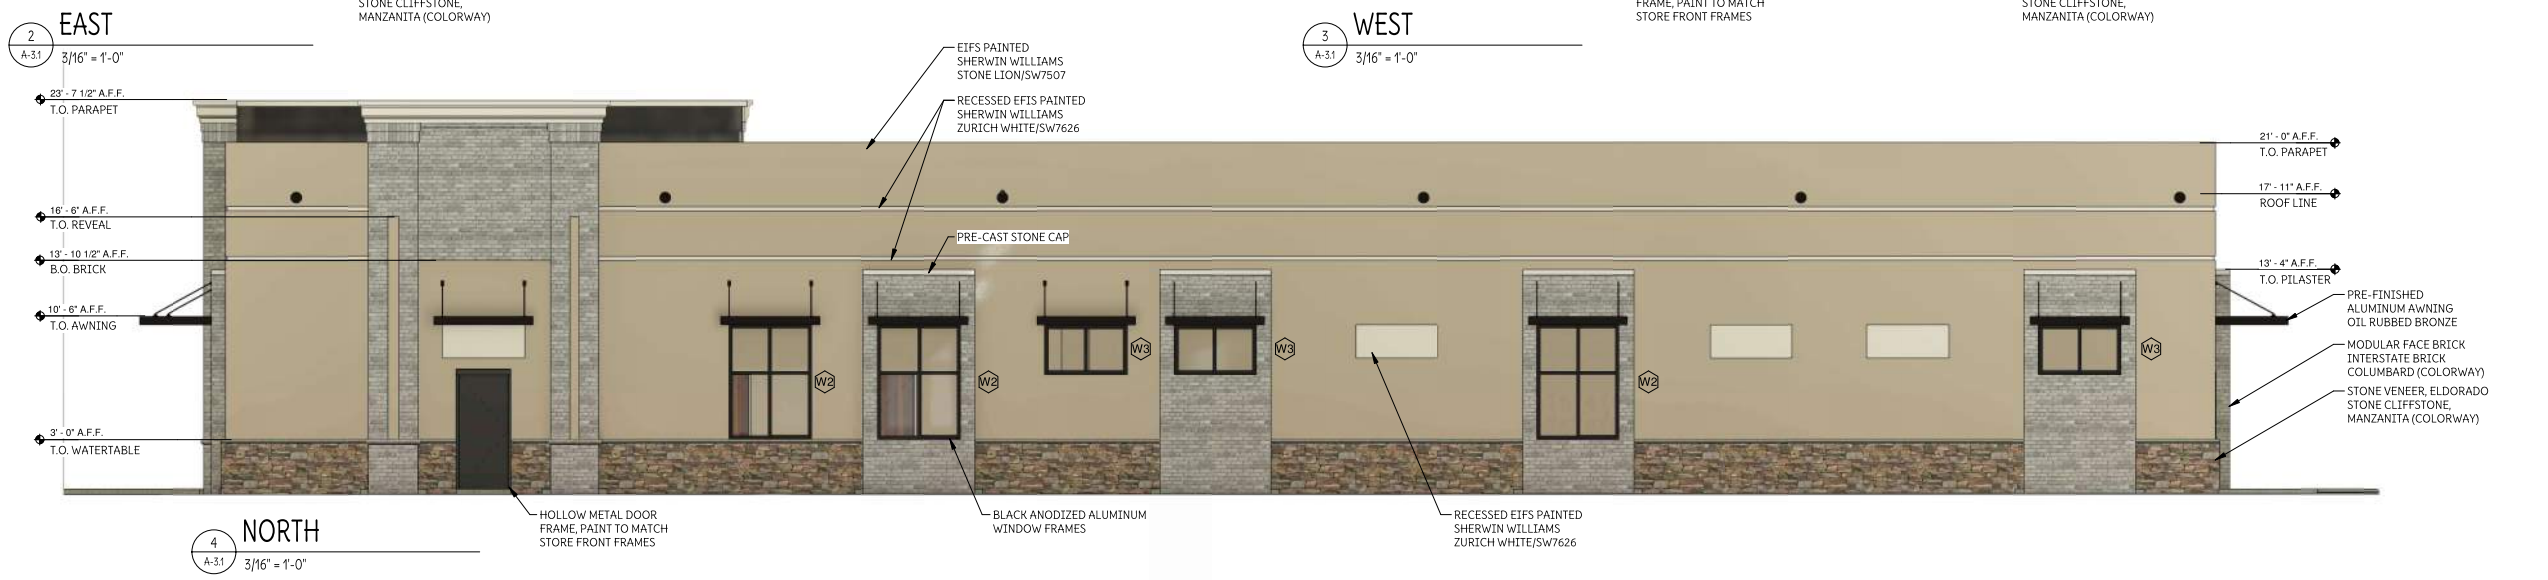 STONE CLIFFSTONE,
MANZANITA (COLORWAY)
2
A-3.1
EAST
3/16" = 1'-0"
FRAME, PAINT TO MATCH
STORE FRONT FRAMES
STONE CLIFFSTONE,
MANZANITA (COLORWAY)
3
A-3.1
WEST
3/16" = 1'-0"
EIFS PAINTED
SHERWIN WILLIAMS
STONE LION/SW7507
RECESSED EFIS PAINTED
SHERWIN WILLIAMS
ZURICH WHITE/SW7626
PRE-CAST STONE CAP
23' - 7 1/2" A.F.F.
T.O. PARAPET
16' - 6" A.F.F.
T.O. REVEAL
13' - 10 1/2" A.F.F.
B.O. BRICK
10' - 6" A.F.F.
T.O. AWNING
3' - 0" A.F.F.
T.O. WATERTABLE
W2
W2
W3
W3
W2
W3
21' - 0" A.F.F.
T.O. PARAPET
17' - 11" A.F.F.
ROOF LINE
13' - 4" A.F.F.
T.O. PILASTER
PRE-FINISHED
ALUMINUM AWNING
OIL RUBBED BRONZE
MODULAR FACE BRICK
INTERSTATE BRICK
COLUMBARD (COLORWAY)
STONE VENEER, ELDORADO
STONE CLIFFSTONE,
MANZANITA (COLORWAY)
HOLLOW METAL DOOR
FRAME, PAINT TO MATCH
STORE FRONT FRAMES
BLACK ANODIZED ALUMINUM
WINDOW FRAMES
RECESSED EIFS PAINTED
SHERWIN WILLIAMS
ZURICH WHITE/SW7626
4
A-3.1
NORTH
3/16" = 1'-0"